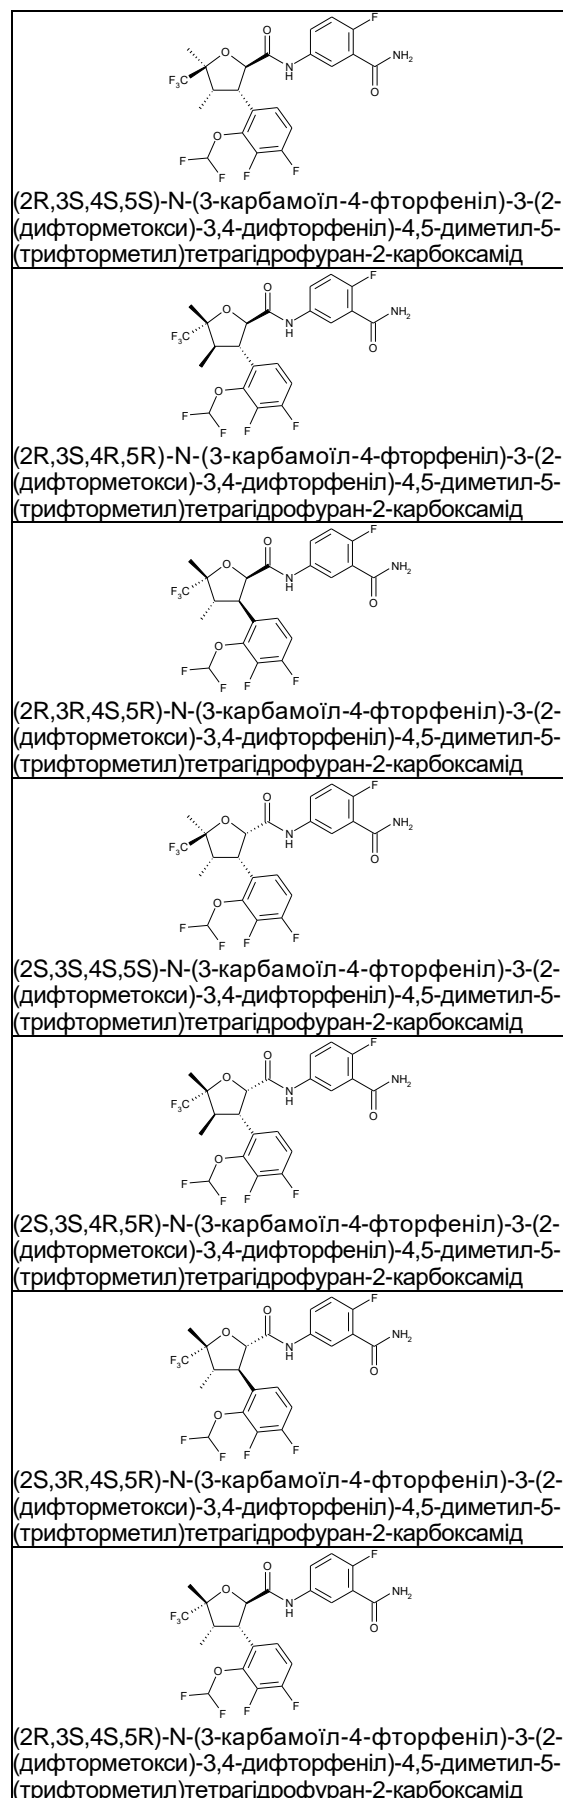 (2R,3S,4S,5S)-N-(3-карбамоїл-4-фторфеніл)-3-(2-
(дифторметокси)-3,4-дифторфеніл)-4,5-диметил-5-
(трифторметил)тетрагідрофуран-2-карбоксамід
(2R,3S,4R,5R)-N-(3-карбамоїл-4-фторфеніл)-3-(2-
(дифторметокси)-3,4-дифторфеніл)-4,5-диметил-5-
(трифторметил)тетрагідрофуран-2-карбоксамід
(2R,3R,4S,5R)-N-(3-карбамоїл-4-фторфеніл)-3-(2-
(дифторметокси)-3,4-дифторфеніл)-4,5-диметил-5-
(трифторметил)тетрагідрофуран-2-карбоксамід
(2S,3S,4S,5S)-N-(3-карбамоїл-4-фторфеніл)-3-(2-
(дифторметокси)-3,4-дифторфеніл)-4,5-диметил-5-
(трифторметил)тетрагідрофуран-2-карбоксамід
(2S,3S,4R,5R)-N-(3-карбамоїл-4-фторфеніл)-3-(2-
(дифторметокси)-3,4-дифторфеніл)-4,5-диметил-5-
(трифторметил)тетрагідрофуран-2-карбоксамід
(2S,3R,4S,5R)-N-(3-карбамоїл-4-фторфеніл)-3-(2-
(дифторметокси)-3,4-дифторфеніл)-4,5-диметил-5-
(трифторметил)тетрагідрофуран-2-карбоксамід
(2R,3S,4S,5R)-N-(3-карбамоїл-4-фторфеніл)-3-(2-
(дифторметокси)-3,4-дифторфеніл)-4,5-диметил-5-
(трифторметил)тетрагідрофуран-2-карбоксамід